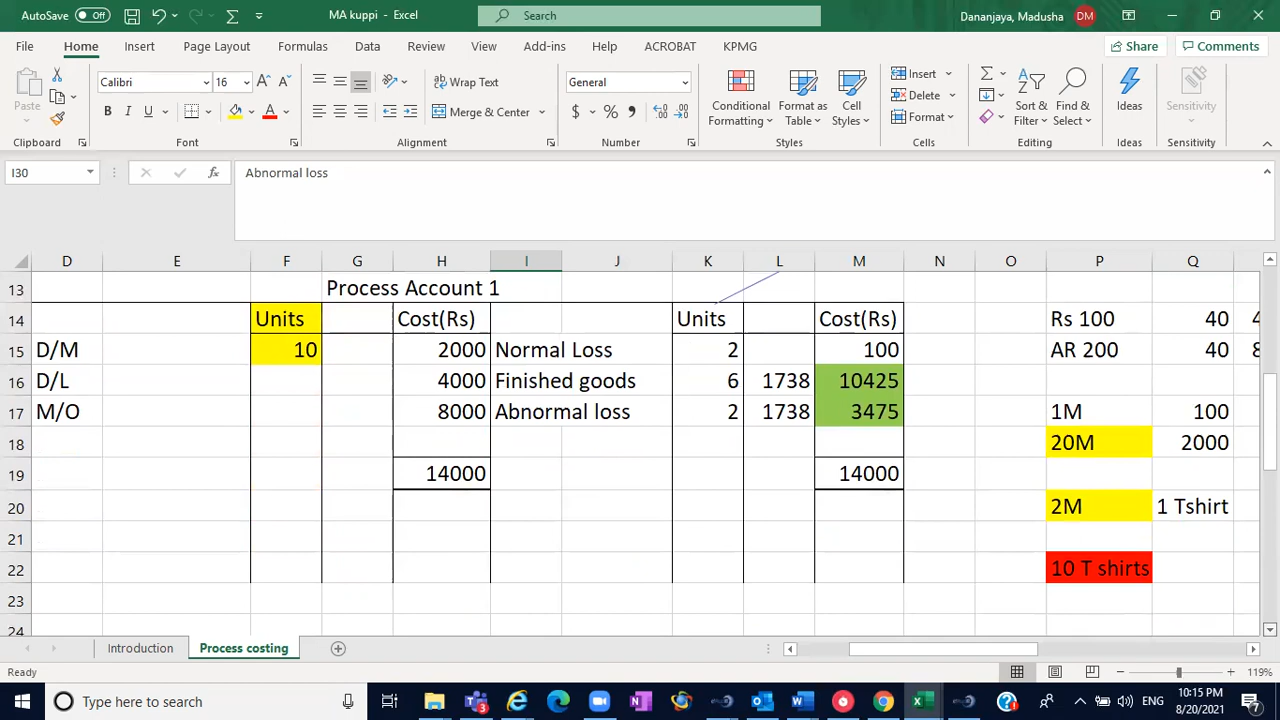 AutoSave Off MA kuppi - Excel Search Dananjaya, Madusha DM
File Home Insert Page Layout Formulas Data Review View Add-ins Help ACROBAT KPMG Share Comments
Paste Calibri 16 Wrap Text General Conditional Formatting Format as Table Cell Styles Insert Sort & Filter Find & Select Ideas Sensitivity
B I U Merge & Center $ % Delete
Format
Clipboard Font Alignment Number Styles Cells Editing Ideas Sensitivity
I30 fx Abnormal loss
D E F G H I J K L M N O P Q
13 Process Account 1
14 Units Cost(Rs) Units Cost(Rs) Rs 100 40 4
15 D/M 10 2000 Normal Loss 2 100 AR 200 40 8
16 D/L 4000 Finished goods 6 1738 10425
17 M/O 8000 Abnormal loss 2 1738 3475 1M 100
18 20M 2000
19 14000 14000
20 2M 1 Tshirt
21
22 10 T shirts
23
24
Introduction Process costing
Ready 119%
Type here to search 3 ENG 10:15 PM 8/20/2021 7